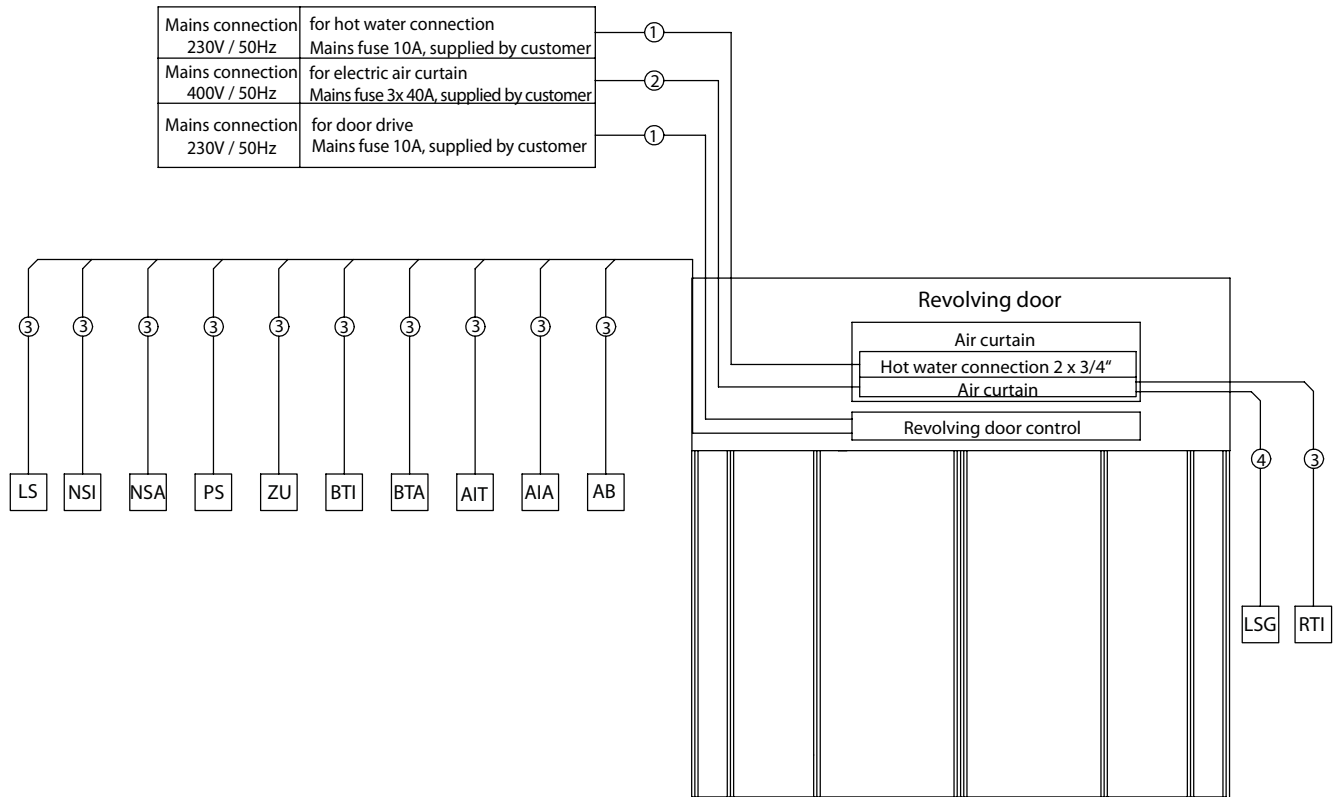 Mains connection
230V / 50Hz
for hot water connection
Mains fuse 10A, supplied by customer
1
Mains connection
400V / 50Hz
for electric air curtain
Mains fuse 3x 40A, supplied by customer
2
Mains connection
230V / 50Hz
for door drive
Mains fuse 10A, supplied by customer
1
Revolving door
Air curtain
Hot water connection 2 x 3/4“
Air curtain
Revolving door control
3 3 3 3 3 3 3 3 3 3
LS NSI NSA PS ZU BTI BTA AIT AIA AB
4 3
LSG RTI